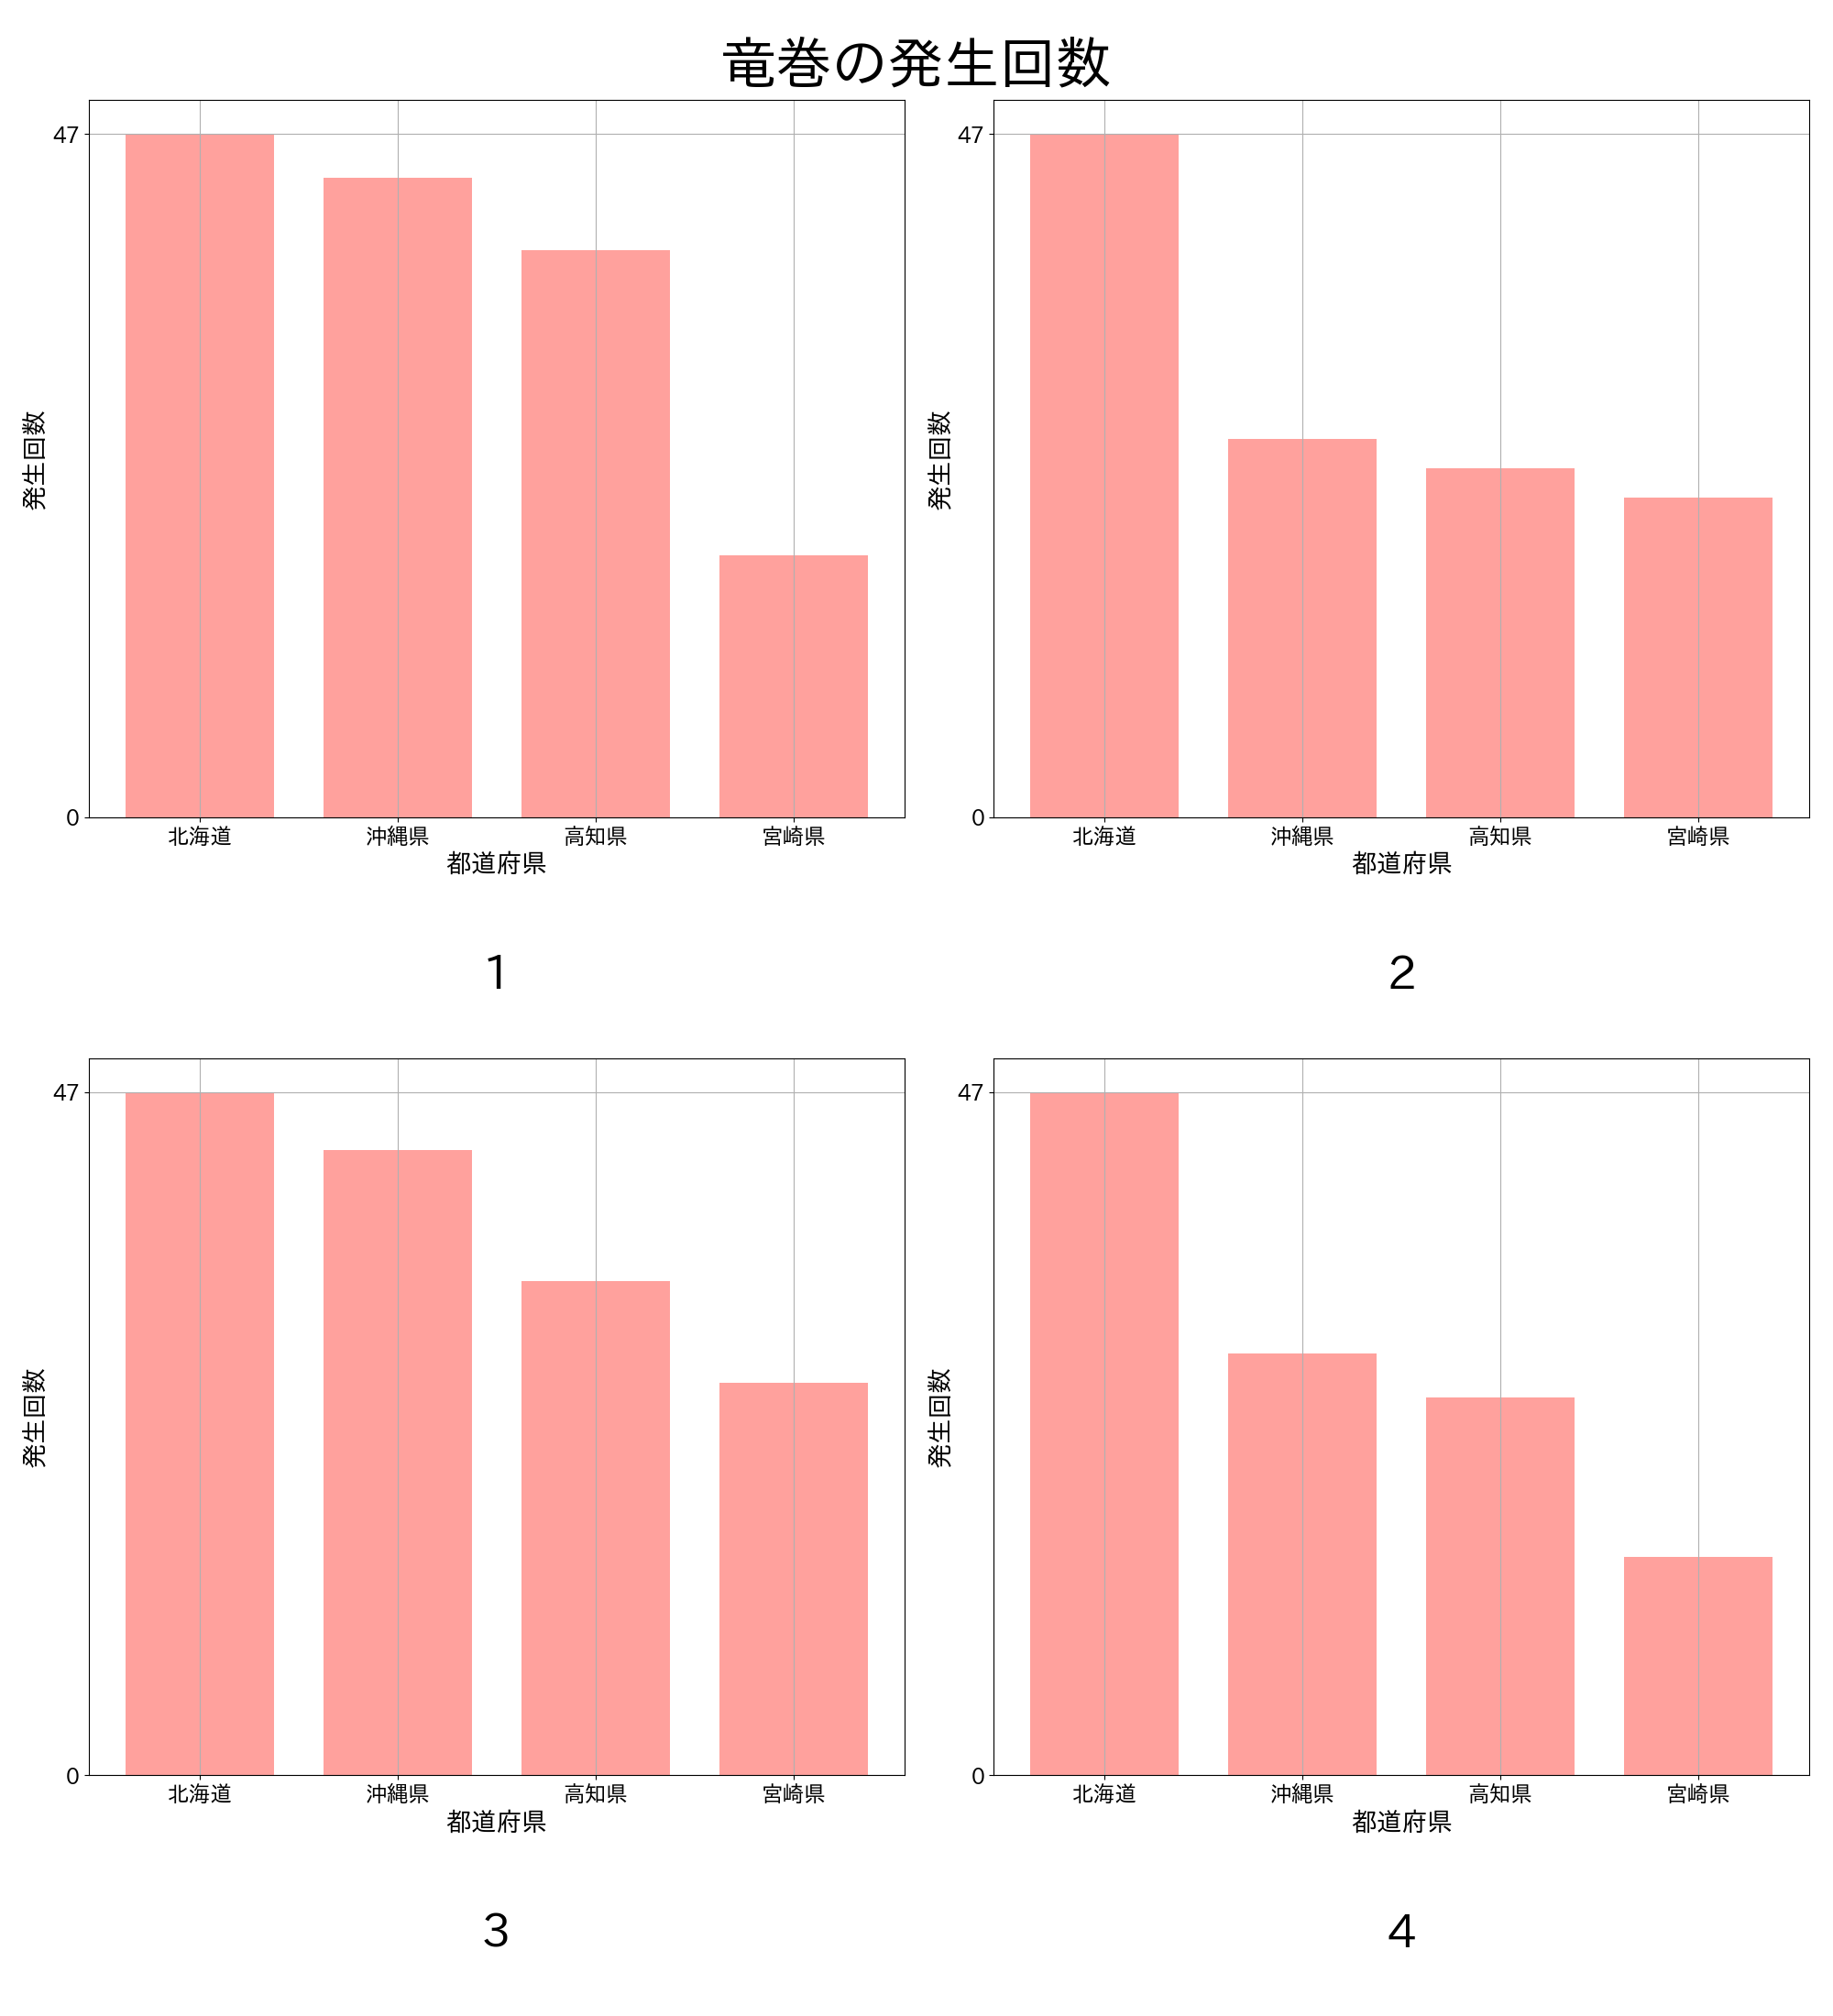 竜巻の発生回数
47
0
発生回数
北海道 沖縄県 高知県 宮崎県
都道府県
1
47
0
発生回数
北海道 沖縄県 高知県 宮崎県
都道府県
2
47
0
発生回数
北海道 沖縄県 高知県 宮崎県
都道府県
3
47
0
発生回数
北海道 沖縄県 高知県 宮崎県
都道府県
4